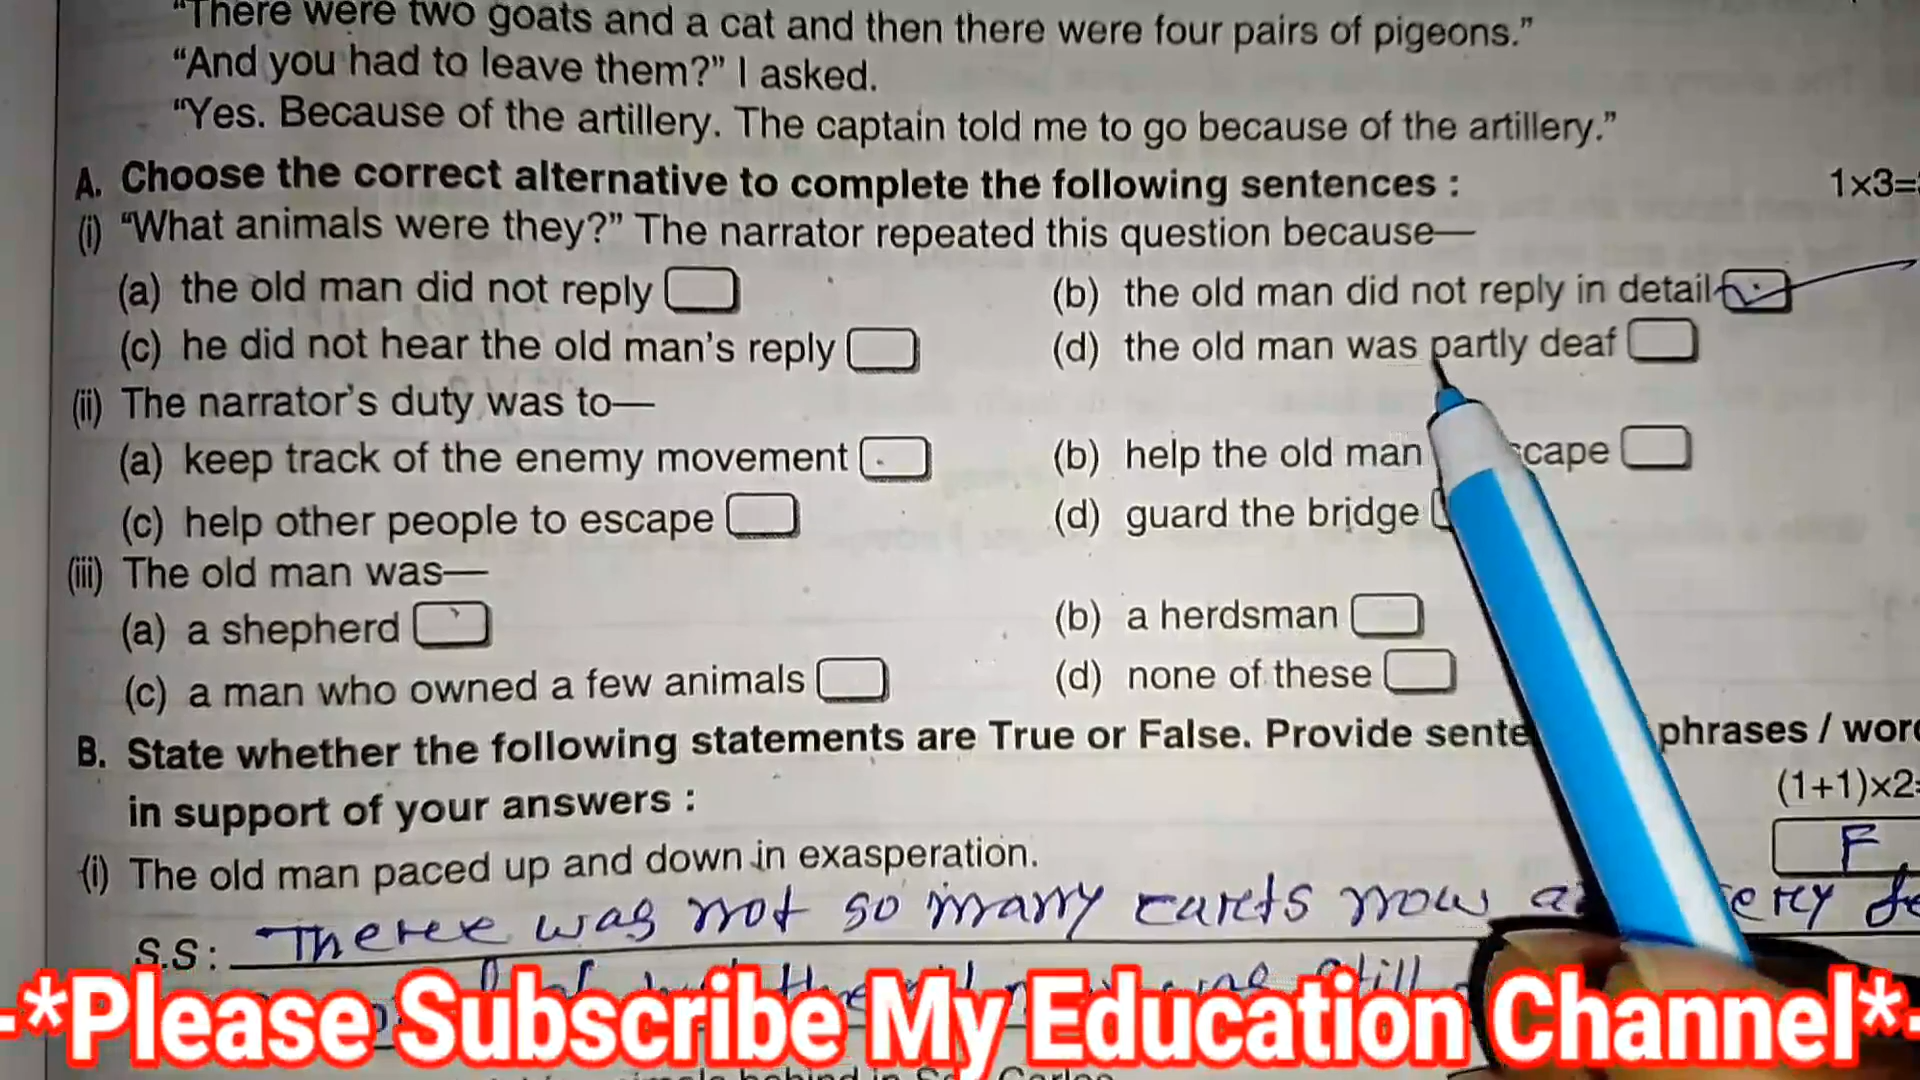 "There were two goats and a cat and then there were four pairs of pigeons."
"And you had to leave them?" I asked.
"Yes. Because of the artillery. The captain told me to go because of the artillery."
A. Choose the correct alternative to complete the following sentences : 1×3=
(i) "What animals were they?" The narrator repeated this question because—
(a) the old man did not reply (b) the old man did not reply in detail
(c) he did not hear the old man's reply (d) the old man was partly deaf
(ii) The narrator's duty was to—
(a) keep track of the enemy movement (b) help the old man scape
(c) help other people to escape (d) guard the bridge
(iii) The old man was—
(a) a shepherd (b) a herdsman
(c) a man who owned a few animals (d) none of these
B. State whether the following statements are True or False. Provide sente phrases / wor
in support of your answers : (1+1)×2=
(i) The old man paced up and down in exasperation. F
S.S: There was not so many carts now a
still
-*Please Subscribe My Education Channel*-